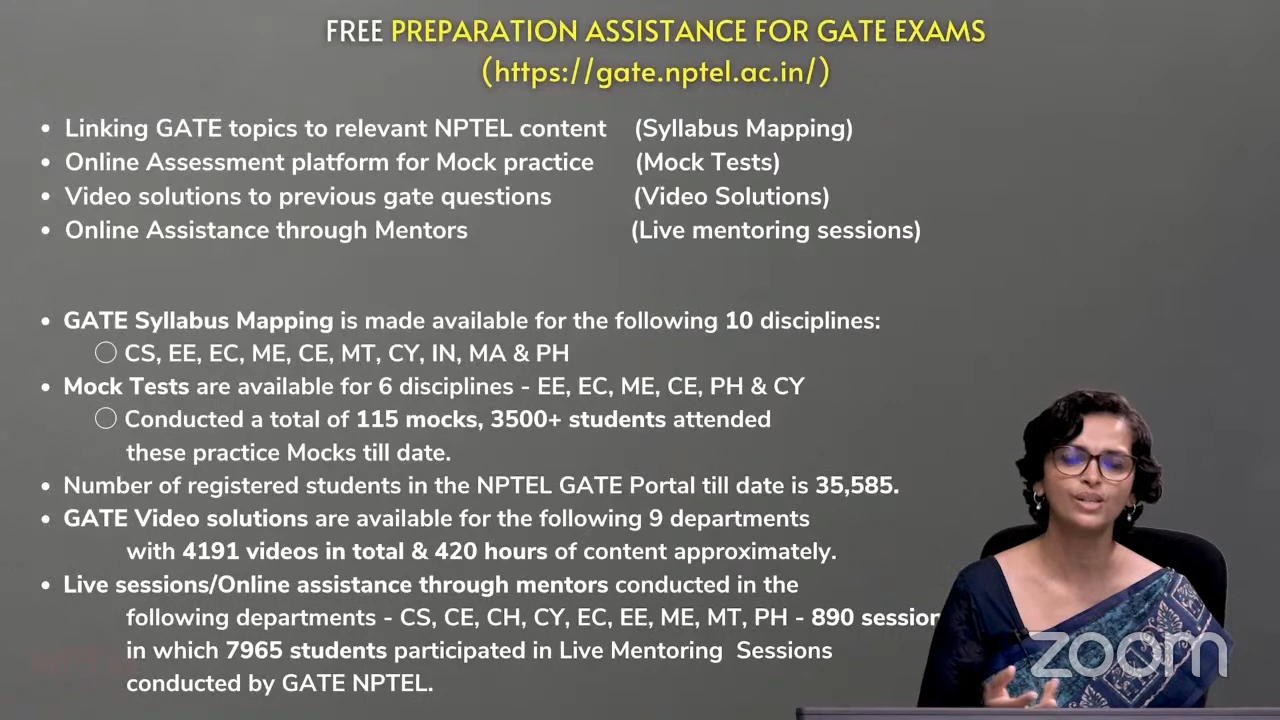 FREE PREPARATION ASSISTANCE FOR GATE EXAMS
(https://gate.nptel.ac.in/)
• Linking GATE topics to relevant NPTEL content (Syllabus Mapping)
• Online Assessment platform for Mock practice (Mock Tests)
• Video solutions to previous gate questions (Video Solutions)
• Online Assistance through Mentors (Live mentoring sessions)
• GATE Syllabus Mapping is made available for the following 10 disciplines:
○ CS, EE, EC, ME, CE, MT, CY, IN, MA & PH
• Mock Tests are available for 6 disciplines - EE, EC, ME, CE, PH & CY
○ Conducted a total of 115 mocks, 3500+ students attended
these practice Mocks till date.
• Number of registered students in the NPTEL GATE Portal till date is 35,585.
• GATE Video solutions are available for the following 9 departments
with 4191 videos in total & 420 hours of content approximately.
• Live sessions/Online assistance through mentors conducted in the
following departments - CS, CE, CH, CY, EC, EE, ME, MT, PH - 890
in which 7965 students participated in Live Mentoring Sessions
conducted by GATE NPTEL.
zoom